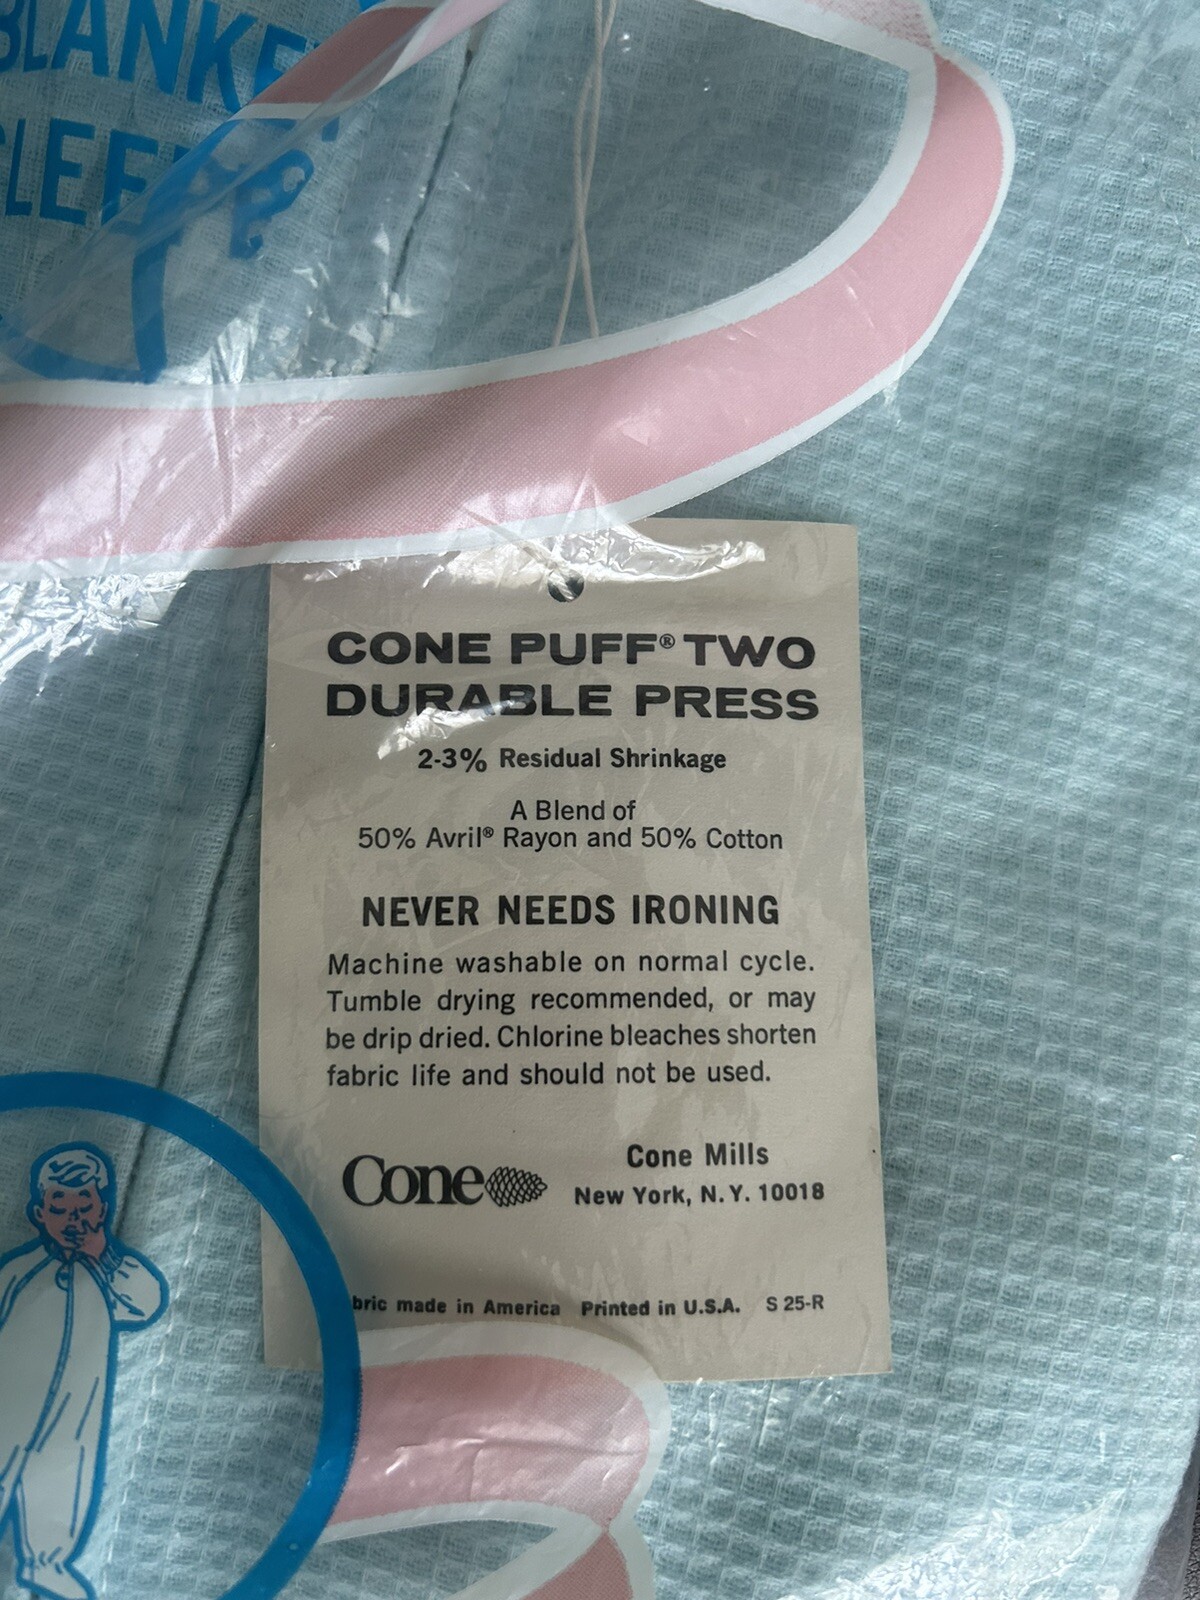 BLANKET
SLEEPER
CONE PUFF® TWO
DURABLE PRESS
2-3% Residual Shrinkage
A Blend of
50% Avril® Rayon and 50% Cotton
NEVER NEEDS IRONING
Machine washable on normal cycle.
Tumble drying recommended, or may
be drip dried. Chlorine bleaches shorten
fabric life and should not be used.
Cone
Cone Mills
New York, N.Y. 10018
bric made in America Printed in U.S.A. S 25-R